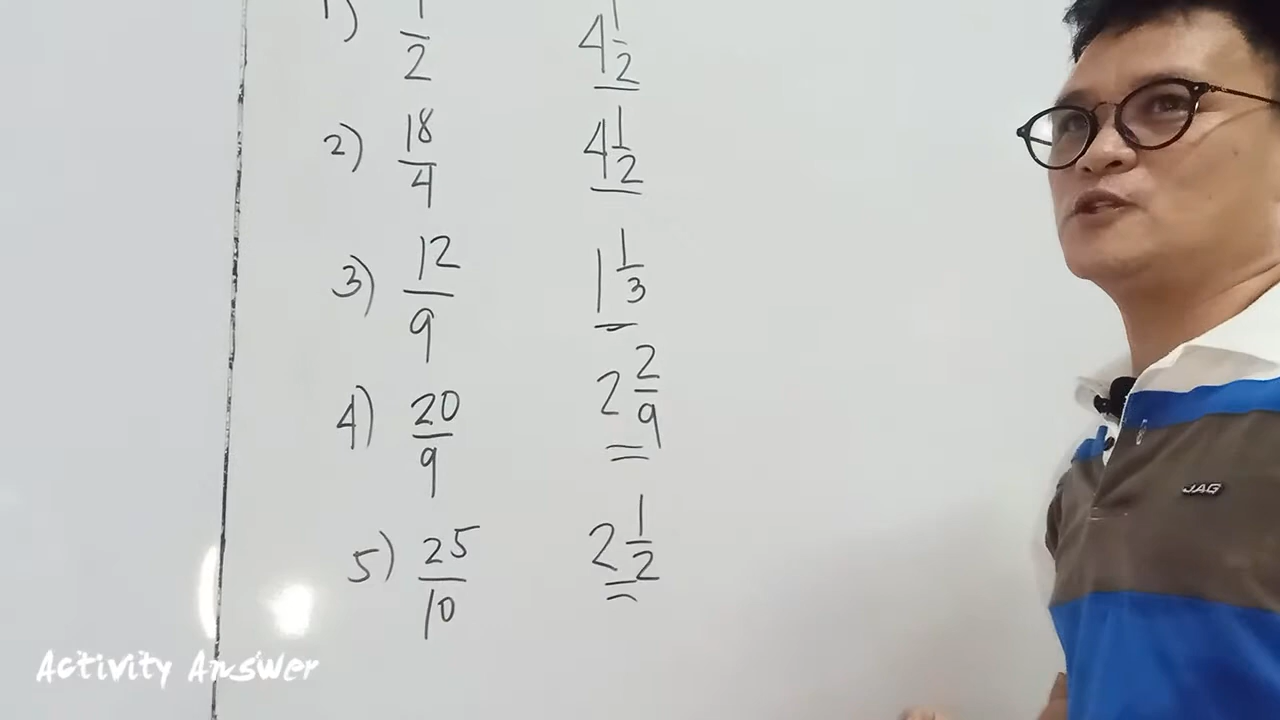 1) /2 4 1/2
2) 18/4 4 1/2
3) 12/9 1 1/3
4) 20/9 2 2/9
5) 25/10 2 1/2
JAG
Activity Answer